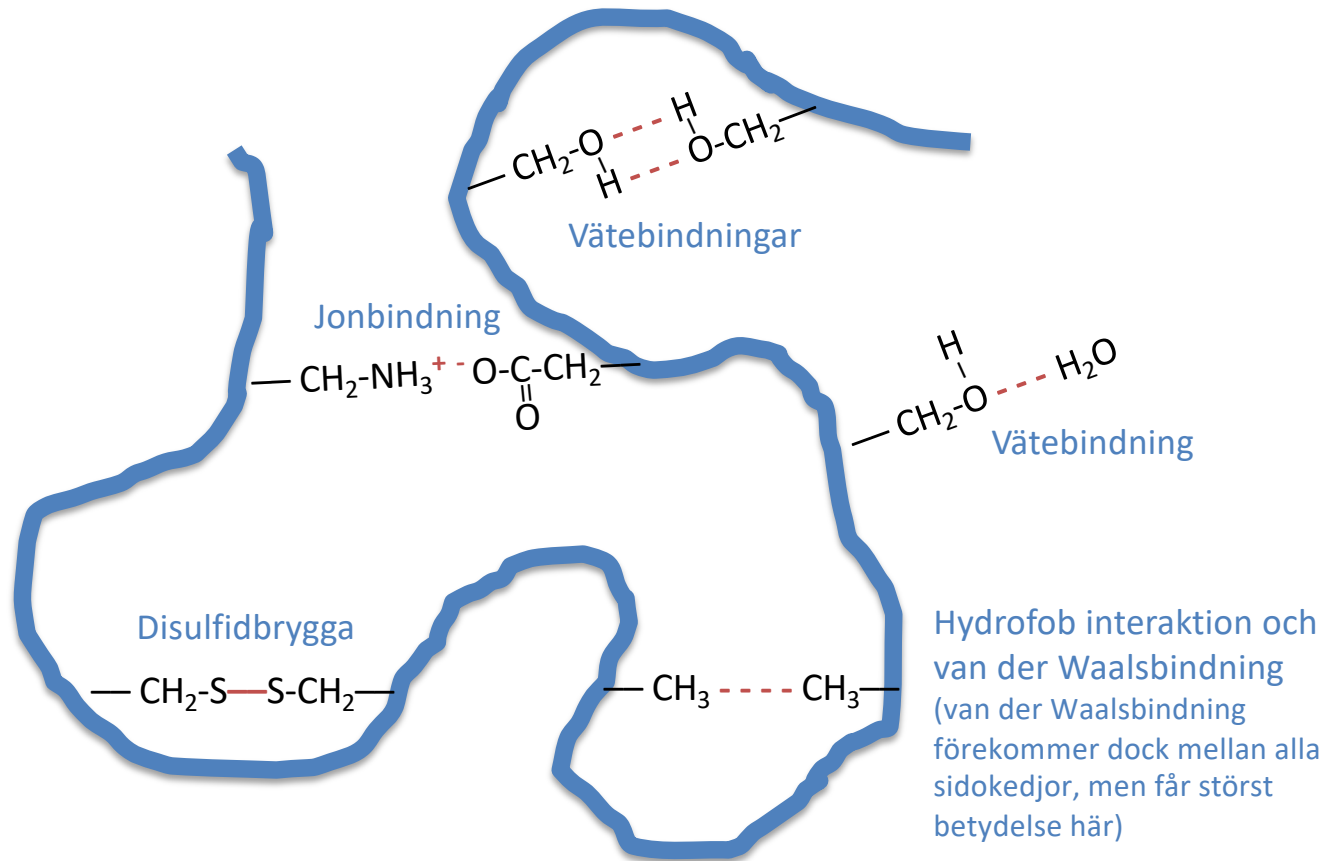 H
H
CH₂-O
O-CH₂
H
Vätebindningar
Jonbindning
H
CH₂-NH₃⁺ ⁻O-C-CH₂
O
CH₂-O
H₂O
Vätebindning
Disulfidbrygga
CH₂-S—S-CH₂
CH₃ ---- CH₃
Hydrofob interaktion och
van der Waalsbindning
(van der Waalsbindning
förekommer dock mellan alla
sidokedjor, men får störst
betydelse här)